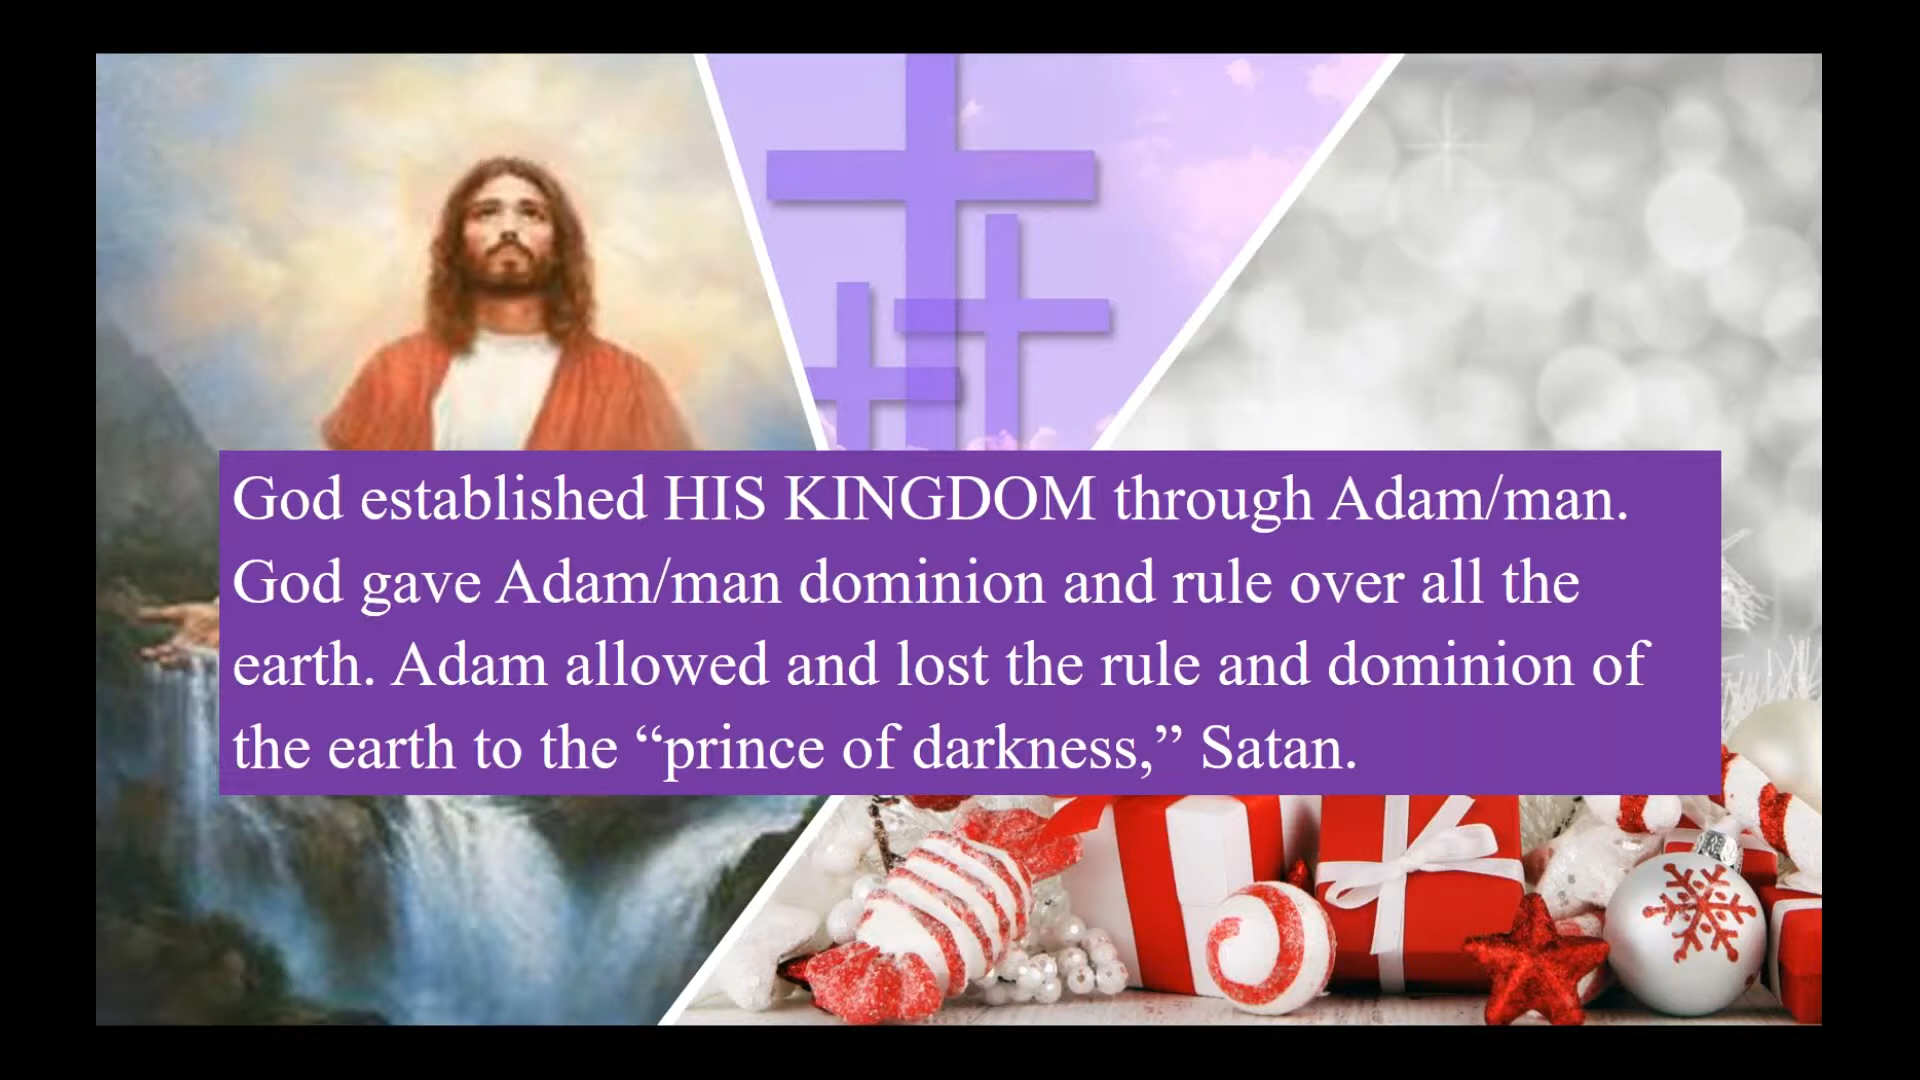 God established HIS KINGDOM through Adam/man.
God gave Adam/man dominion and rule over all the
earth. Adam allowed and lost the rule and dominion of
the earth to the “prince of darkness,” Satan.